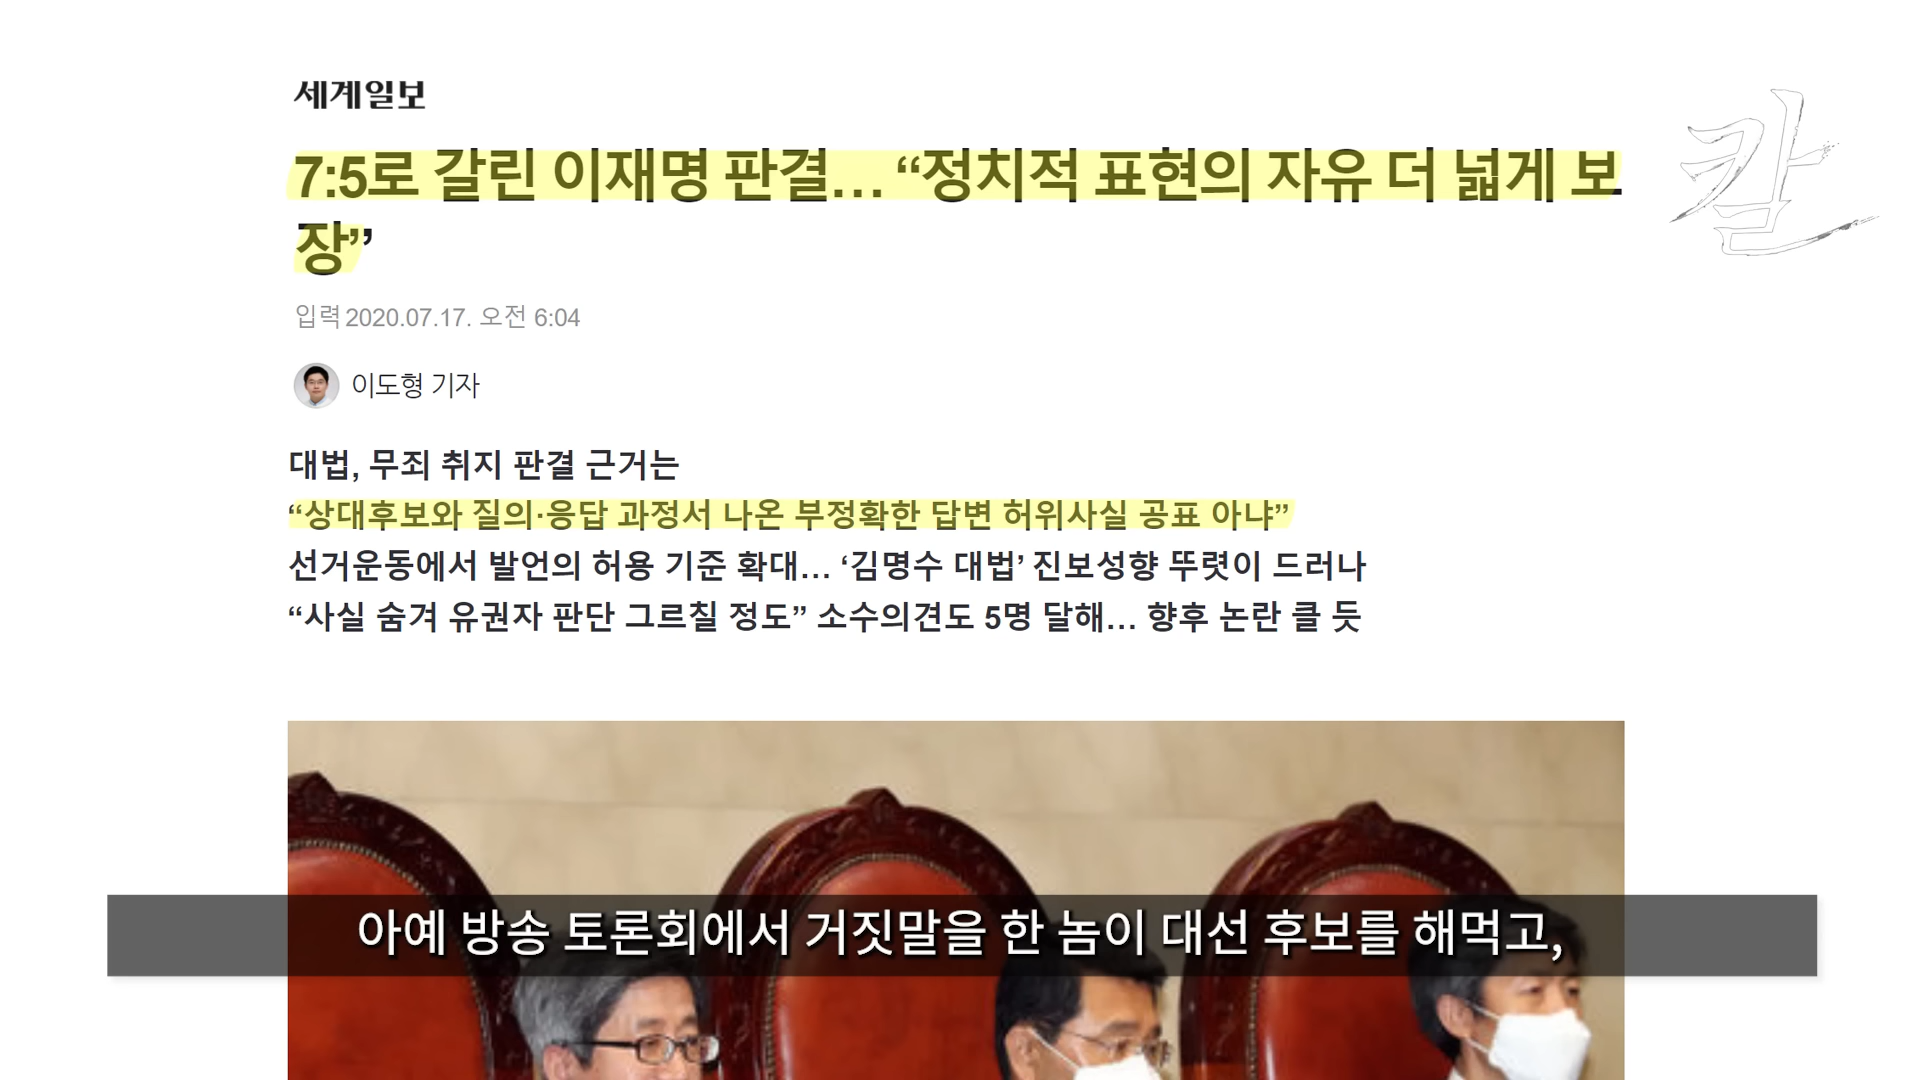 세계일보
7:5로 갈린 이재명 판결… “정치적 표현의 자유 더 넓게 보
장”
칼
입력 2020.07.17. 오전 6:04
이도형 기자
대법, 무죄 취지 판결 근거는
“상대후보와 질의·응답 과정서 나온 부정확한 답변 허위사실 공표 아냐”
선거운동에서 발언의 허용 기준 확대… ‘김명수 대법’ 진보성향 뚜렷이 드러나
“사실 숨겨 유권자 판단 그르칠 정도” 소수의견도 5명 달해… 향후 논란 클 듯
아예 방송 토론회에서 거짓말을 한 놈이 대선 후보를 해먹고,